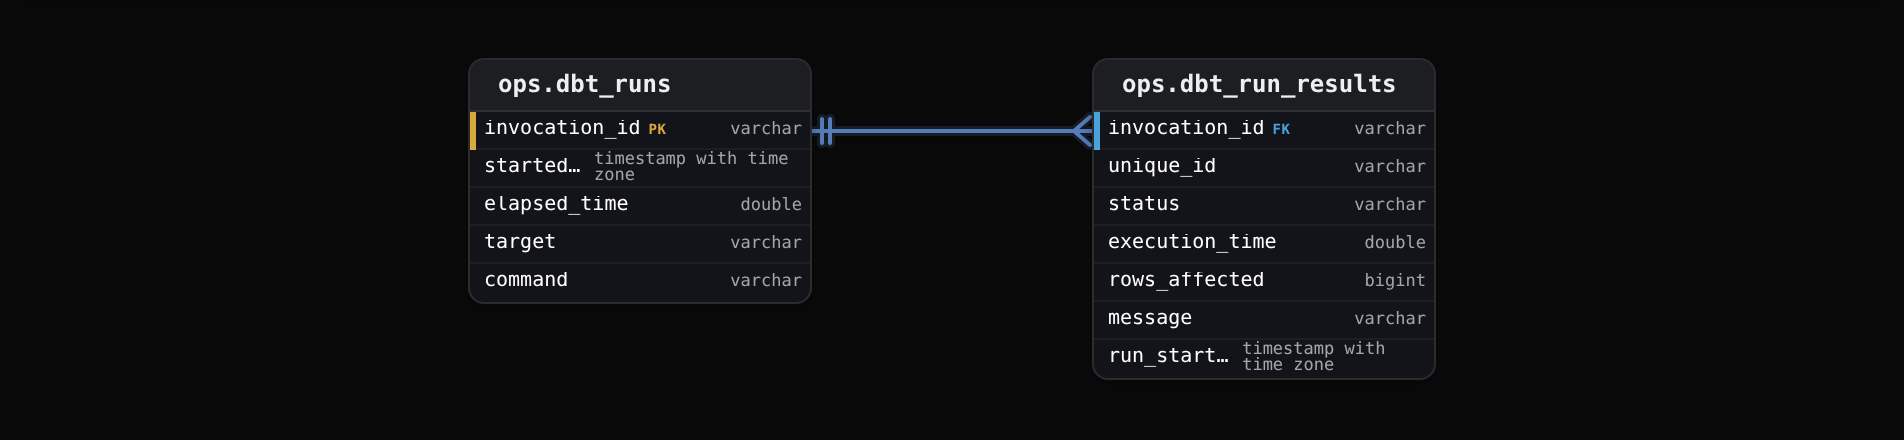 ops.dbt_runs
invocation_id PK varchar
started… timestamp with time
zone
elapsed_time double
target varchar
command varchar
ops.dbt_run_results
invocation_id FK varchar
unique_id varchar
status varchar
execution_time double
rows_affected bigint
message varchar
run_start… timestamp with
time zone